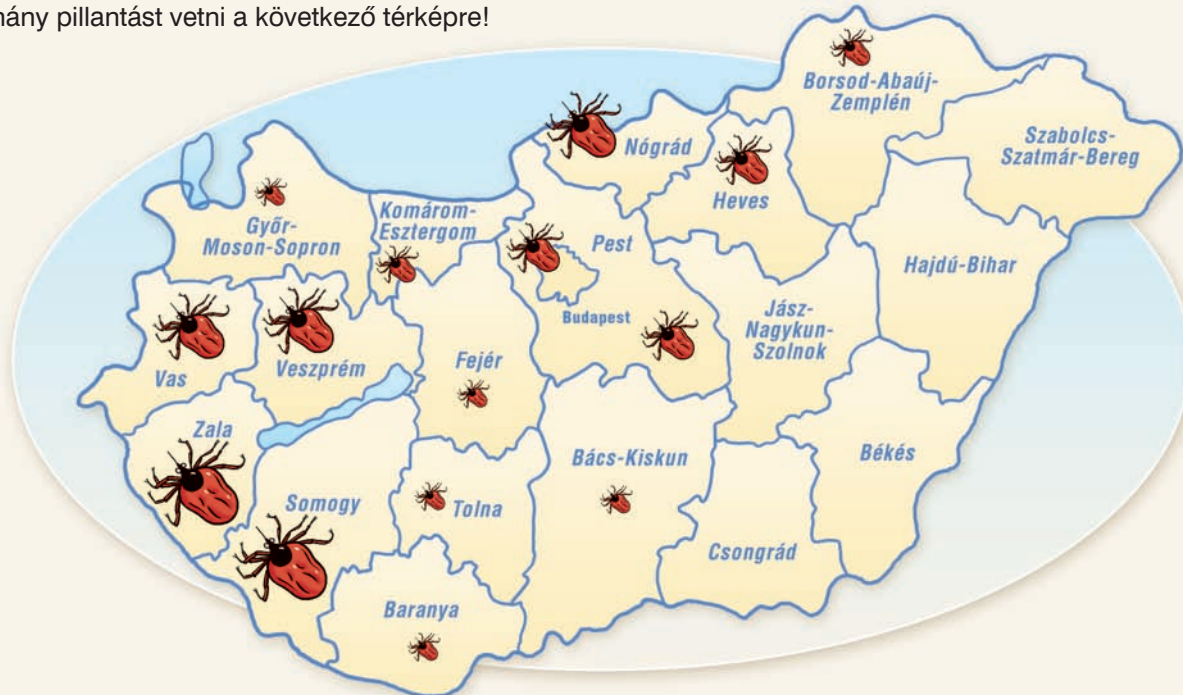 hány pillantást vetni a következő térképre!
Borsod-Abaúj-
Zemplén
Szabolcs-
Szatmár-Bereg
Nógrád
Heves
Győr-
Moson-Sopron
Komárom-
Esztergom
Pest
Hajdú-Bihar
Budapest
Jász-
Nagykun-
Szolnok
Vas
Veszprém
Fejér
Zala
Bács-Kiskun
Békés
Somogy
Tolna
Csongrád
Baranya